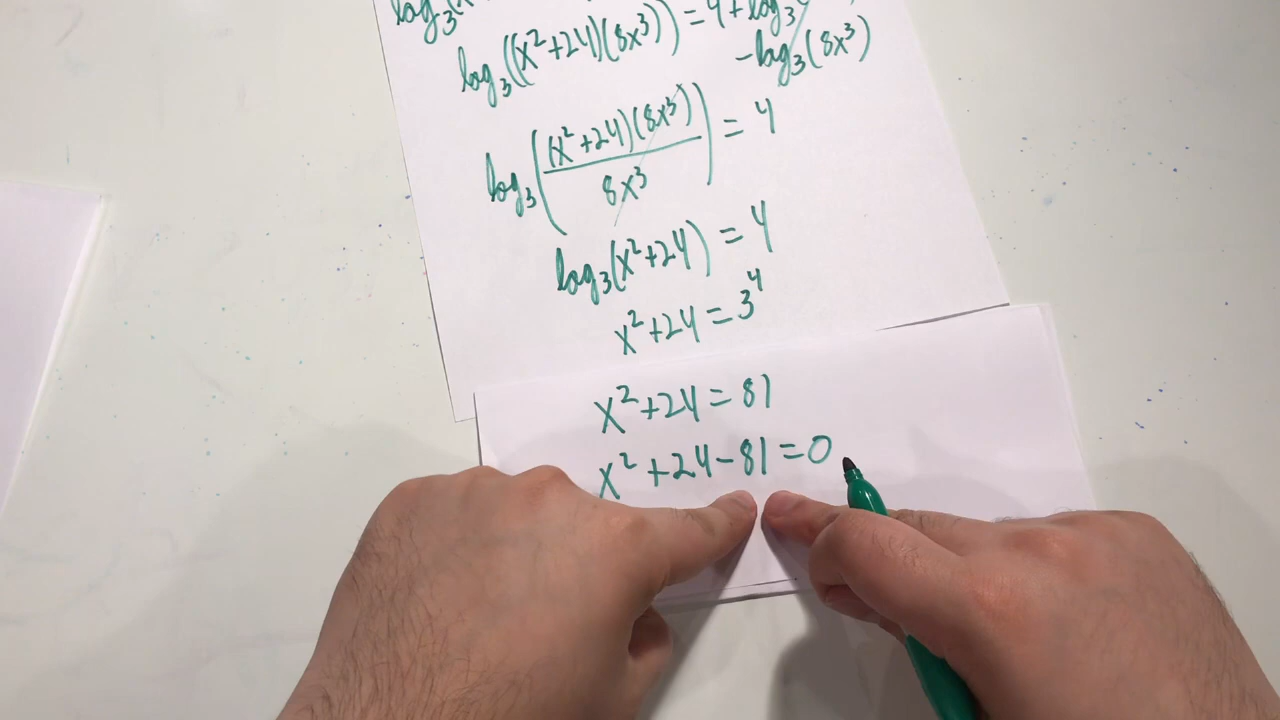 log₃(x
log₃((x²+24)(8x³)) = 4 + log₃
-log₃(8x³)
log₃((x²+24)(8x³)/8x³) = 4
log₃(x²+24) = 4
x²+24 = 3⁴
x²+24 = 81
x²+24-81 = 0